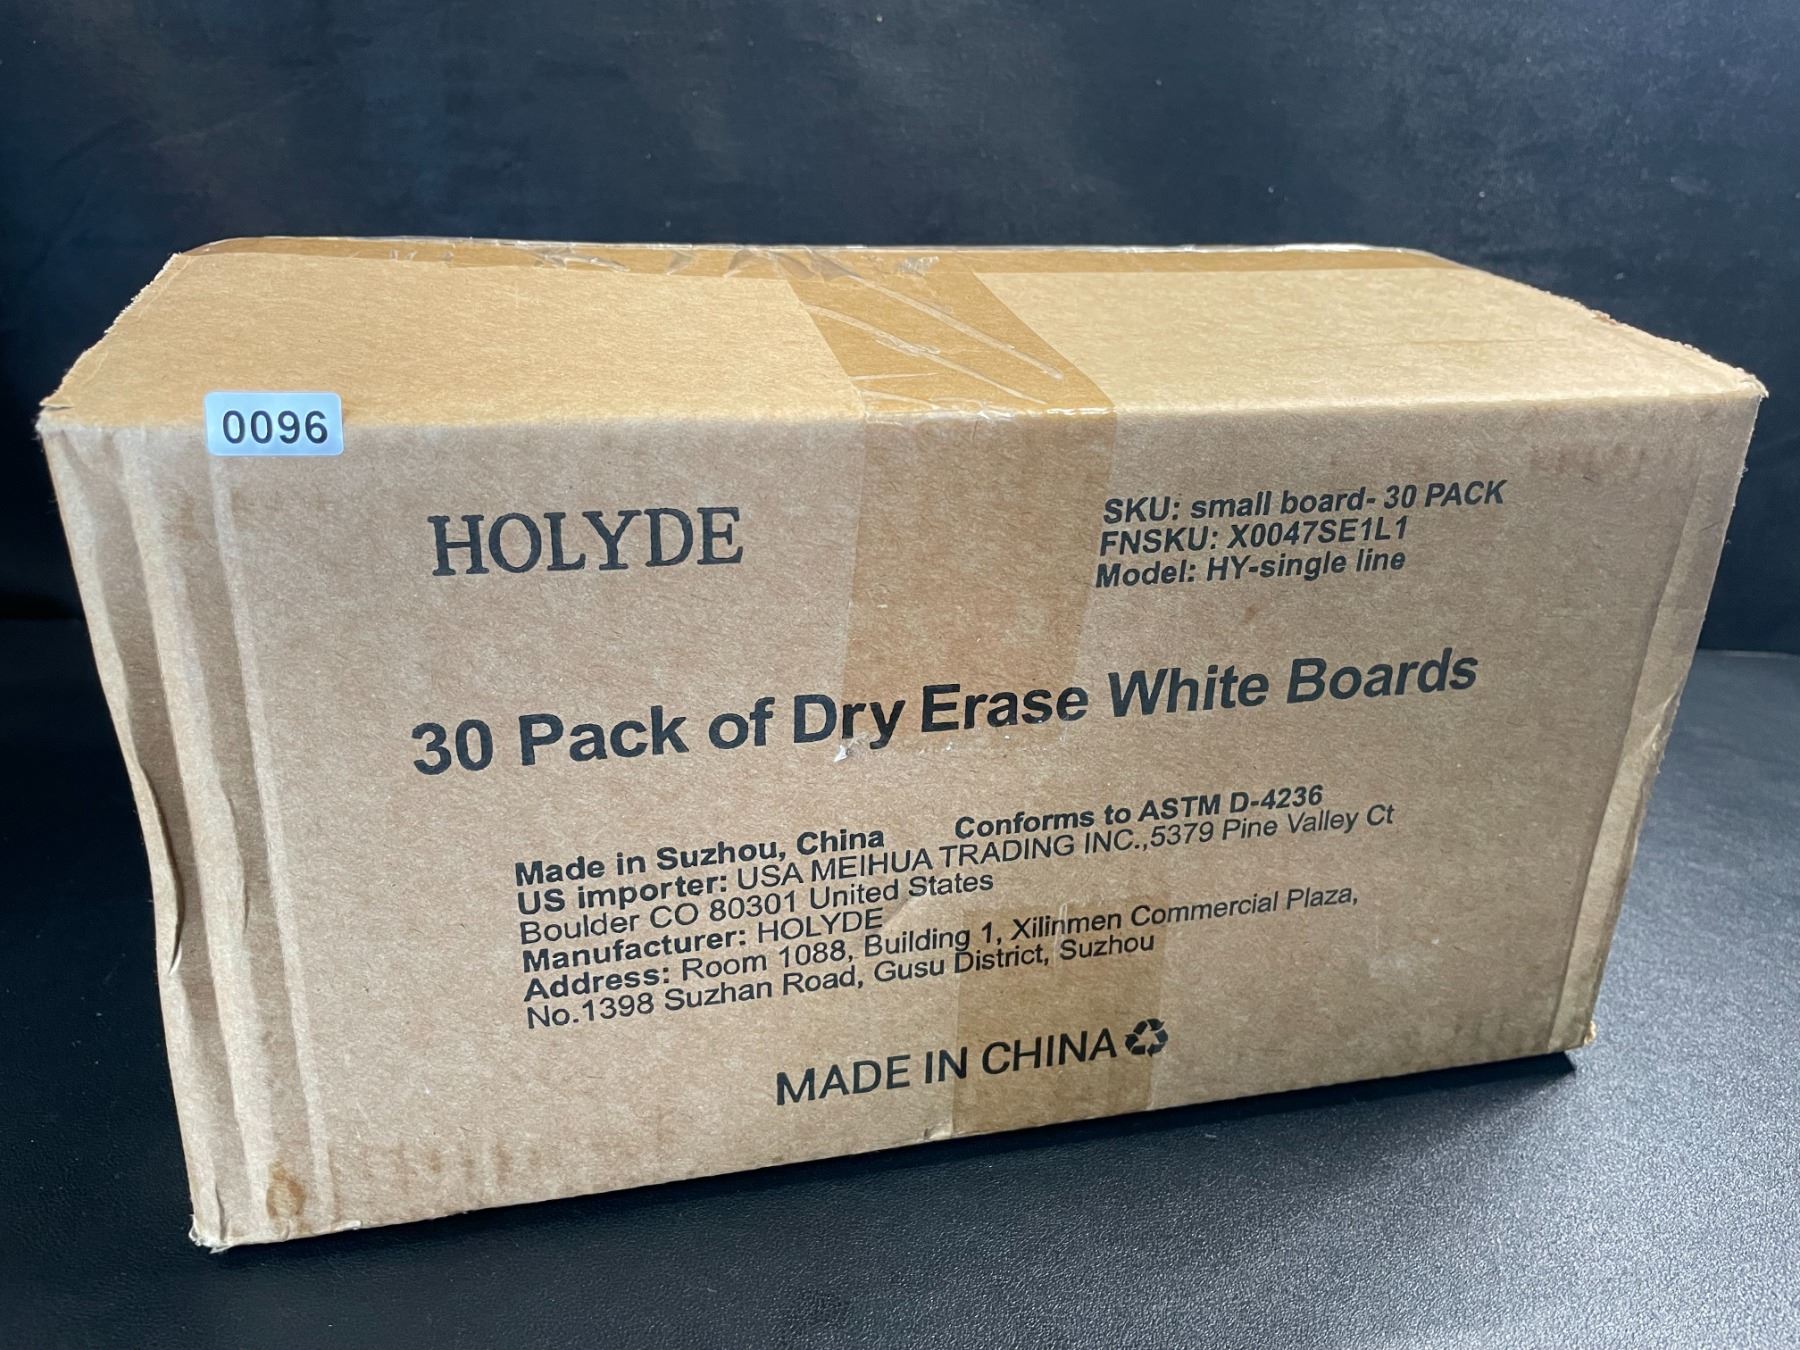 0096
HOLYDE
SKU: small board- 30 PACK
FNSKU: X0047SE1L1
Model: HY-single line
30 Pack of Dry Erase White Boards
Made in Suzhou, China Conforms to ASTM D-4236
US importer: USA MEIHUA TRADING INC.,5379 Pine Valley Ct
Boulder CO 80301 United States
Manufacturer: HOLYDE
Address: Room 1088, Building 1, Xilinmen Commercial Plaza,
No.1398 Suzhan Road, Gusu District, Suzhou
MADE IN CHINA